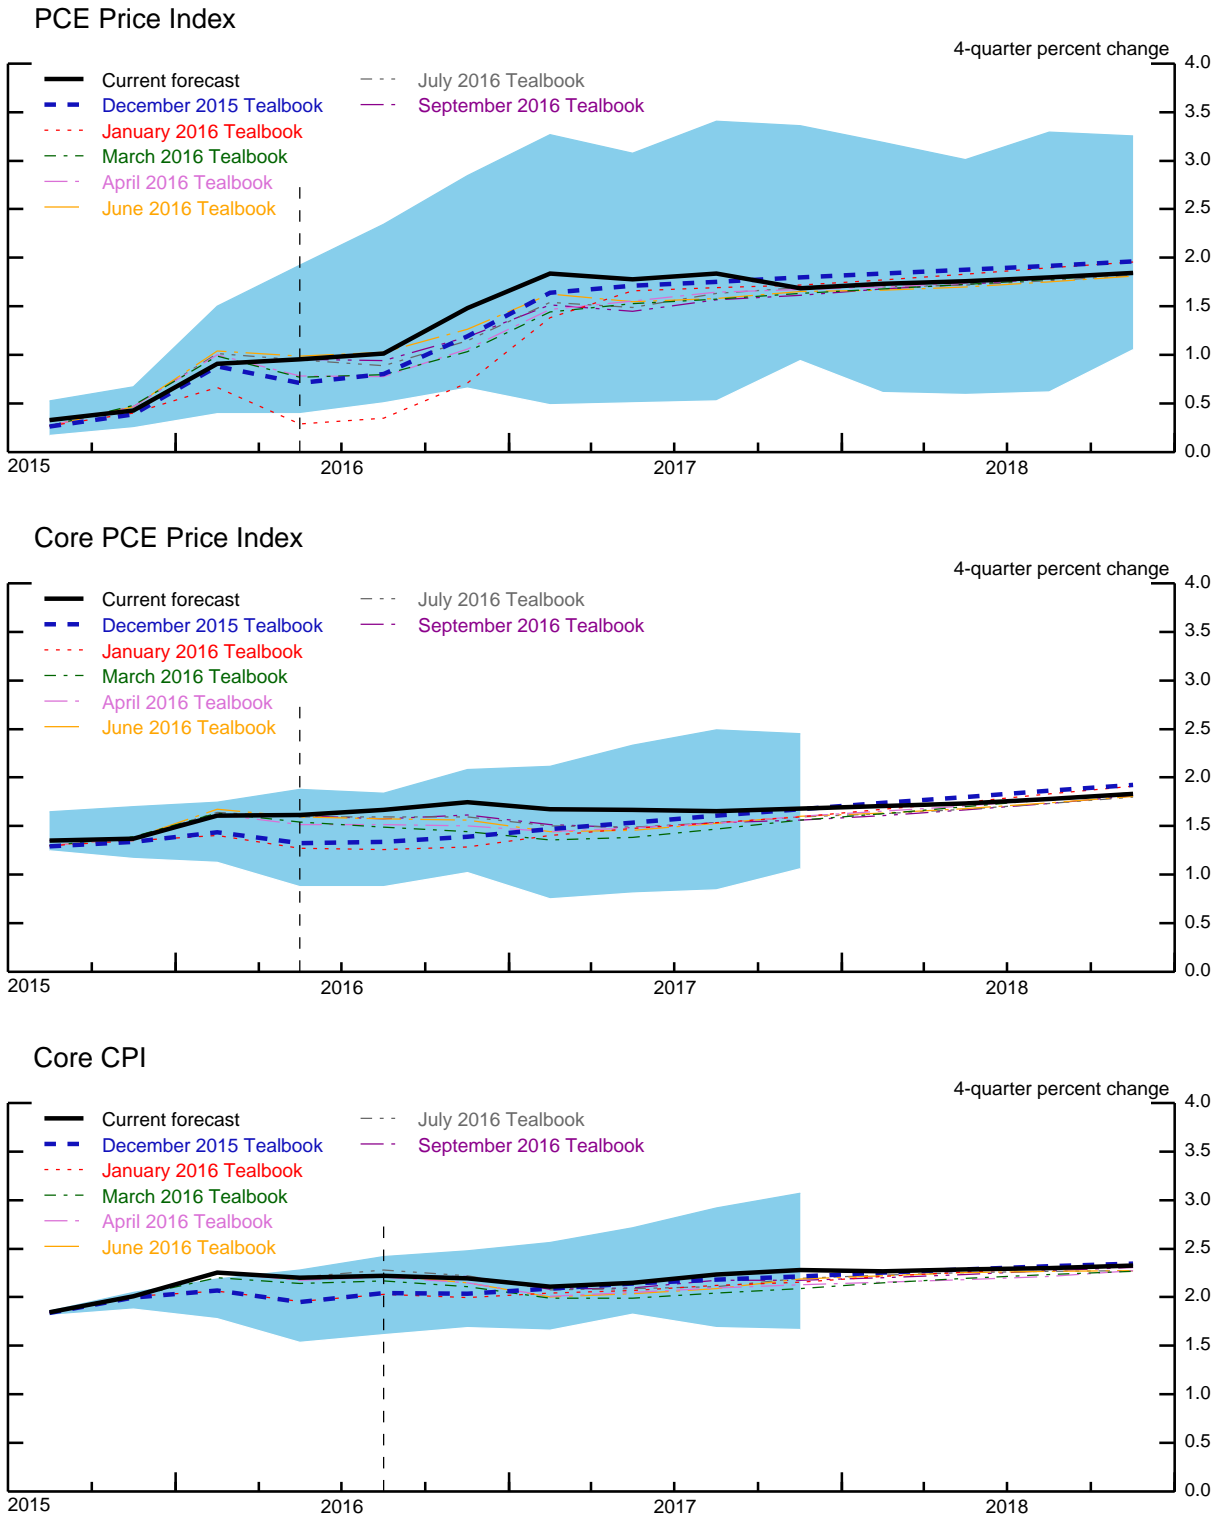 PCE Price Index
4-quarter percent change
Current forecast
December 2015 Tealbook
January 2016 Tealbook
March 2016 Tealbook
April 2016 Tealbook
June 2016 Tealbook
July 2016 Tealbook
September 2016 Tealbook
4.0
3.5
3.0
2.5
2.0
1.5
1.0
0.5
0.0
2015 2016 2017 2018
Core PCE Price Index
4-quarter percent change
Current forecast
December 2015 Tealbook
January 2016 Tealbook
March 2016 Tealbook
April 2016 Tealbook
June 2016 Tealbook
July 2016 Tealbook
September 2016 Tealbook
4.0
3.5
3.0
2.5
2.0
1.5
1.0
0.5
0.0
2015 2016 2017 2018
Core CPI
4-quarter percent change
Current forecast
December 2015 Tealbook
January 2016 Tealbook
March 2016 Tealbook
April 2016 Tealbook
June 2016 Tealbook
July 2016 Tealbook
September 2016 Tealbook
4.0
3.5
3.0
2.5
2.0
1.5
1.0
0.5
0.0
2015 2016 2017 2018